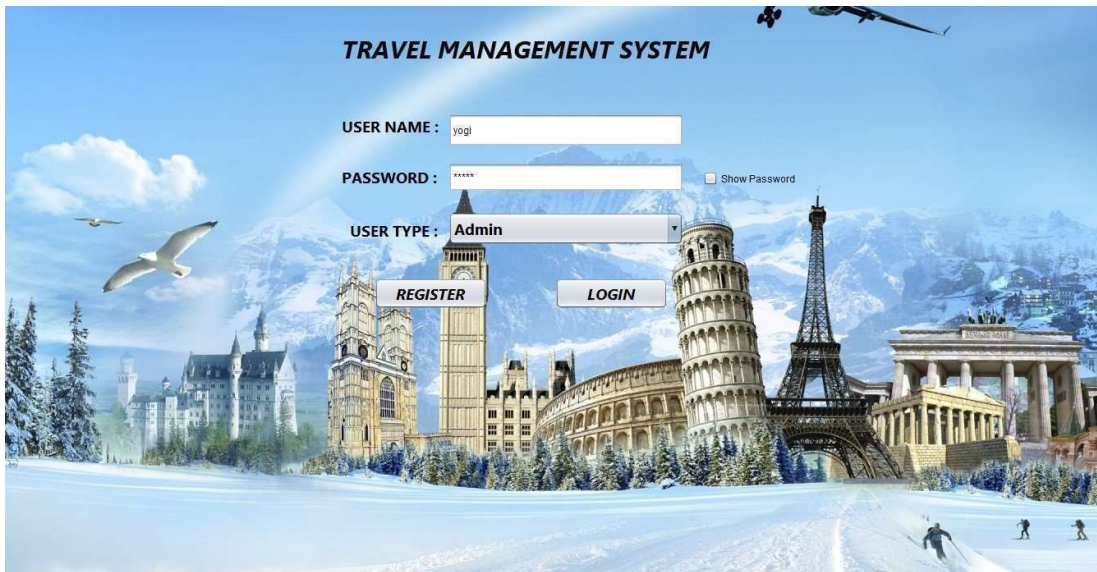 TRAVEL MANAGEMENT SYSTEM
USER NAME : yogi
PASSWORD : ***** Show Password
USER TYPE : Admin
REGISTER LOGIN